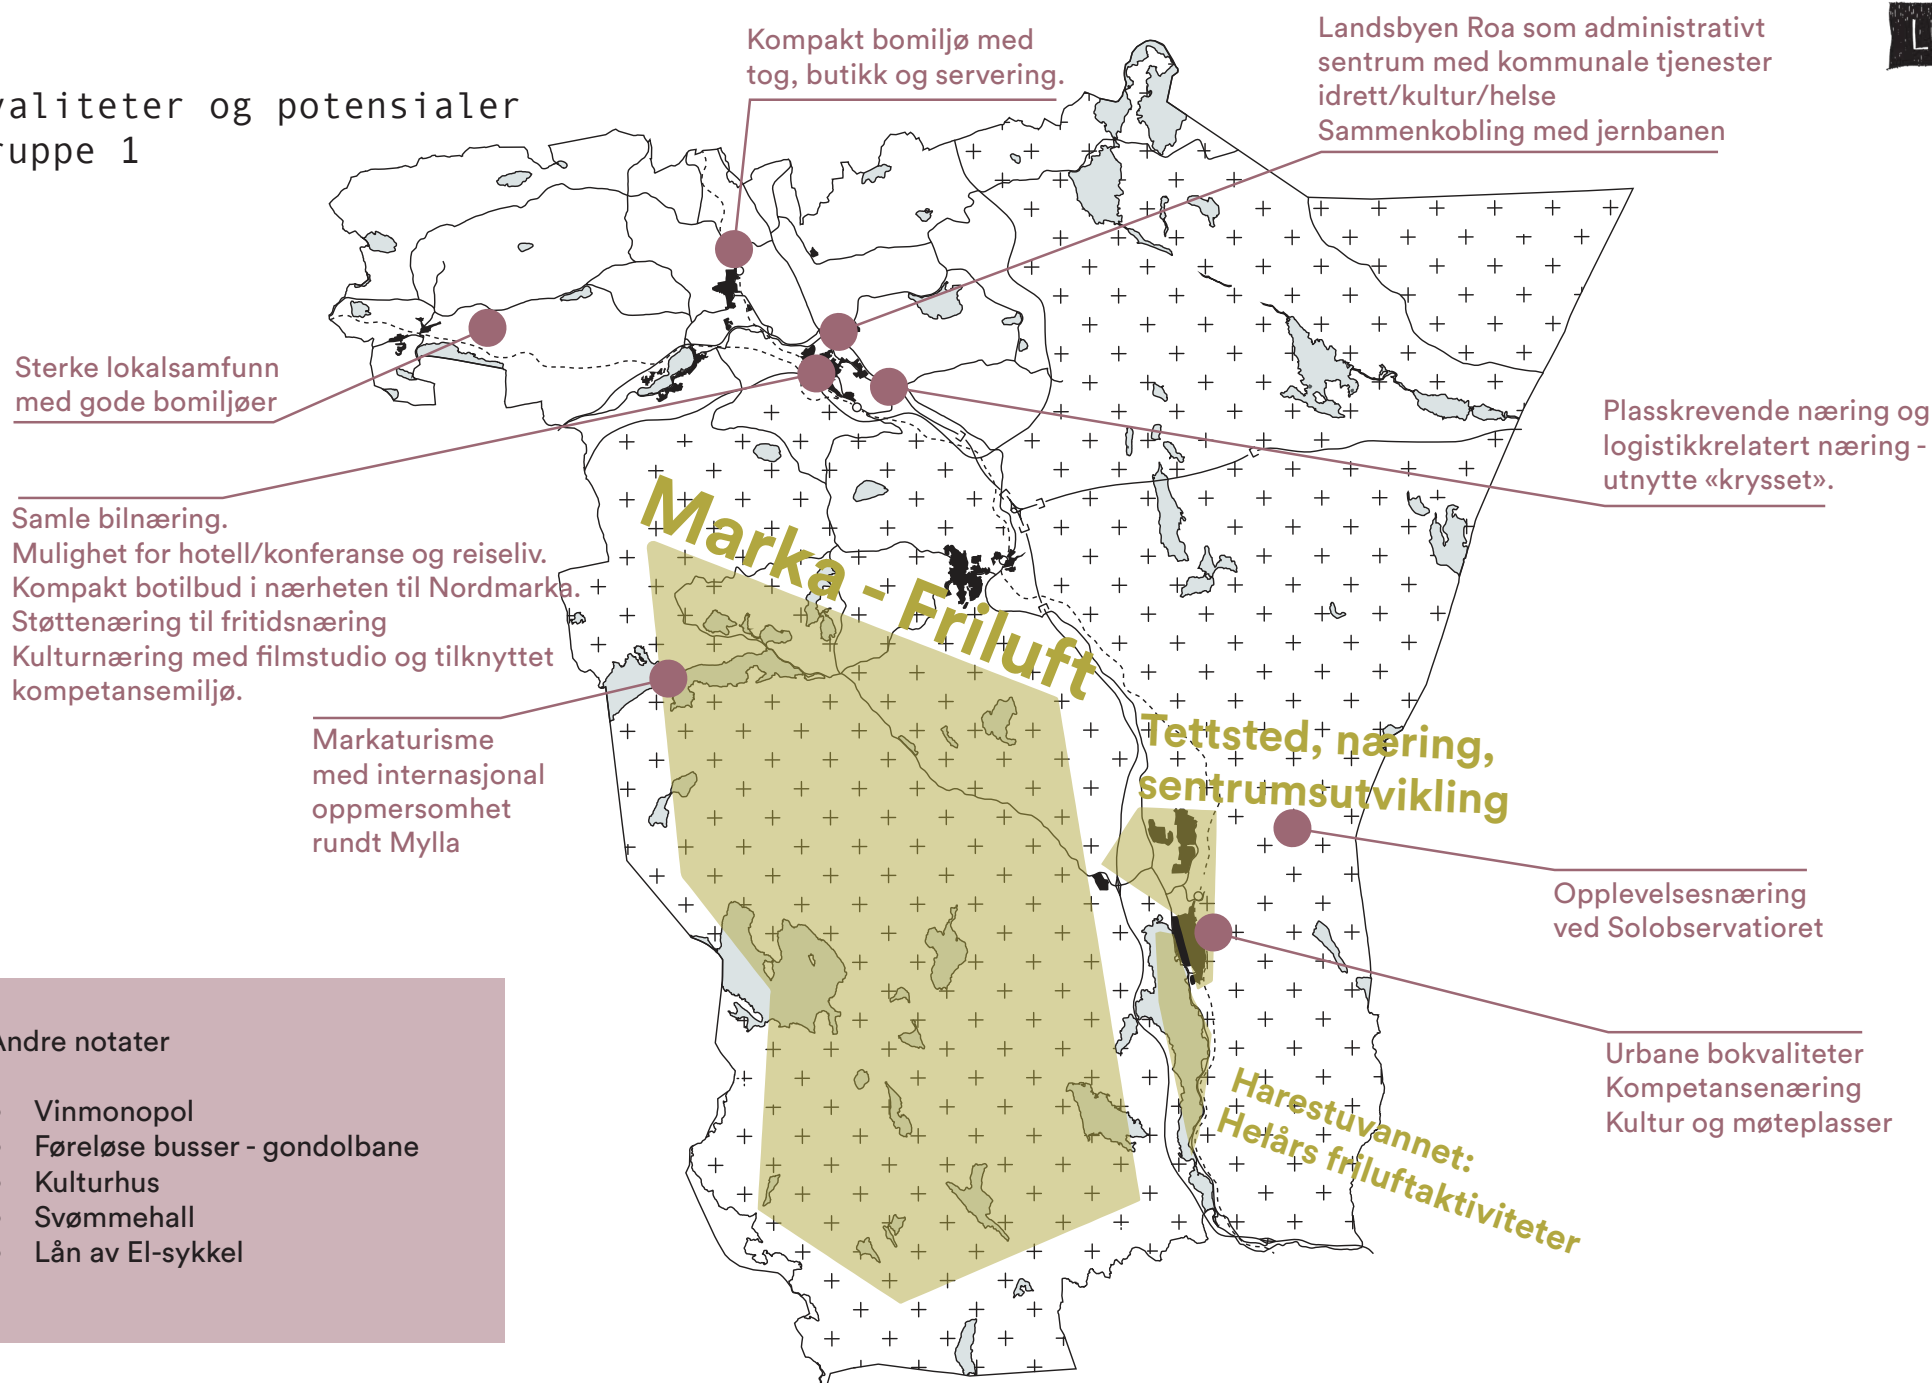 valiteter og potensialer
ruppe 1
Kompakt bomiljø med
tog, butikk og servering.
Landsbyen Roa som administrativt
sentrum med kommunale tjenester
idrett/kultur/helse
Sammenkobling med jernbanen
L
Sterke lokalsamfunn
med gode bomiljøer
Plasskrevende næring og
logistikkrelatert næring -
utnytte «krysset».
Samle bilnæring.
Mulighet for hotell/konferanse og reiseliv.
Kompakt botilbud i nærheten til Nordmarka.
Støttenæring til fritidsnæring
Kulturnæring med filmstudio og tilknyttet
kompetansemiljø.
Marka - Friluft
Markaturisme
med internasjonal
oppmersomhet
rundt Mylla
Tettsted, næring,
sentrumsutvikling
Opplevelsesnæring
ved Solobservatioret
Urbane bokvaliteter
Kompetansenæring
Kultur og møteplasser
Harestuvannet:
Helårs friluftaktiviteter
Andre notater
Vinmonopol
Føreløse busser - gondolbane
Kulturhus
Svømmehall
Lån av El-sykkel